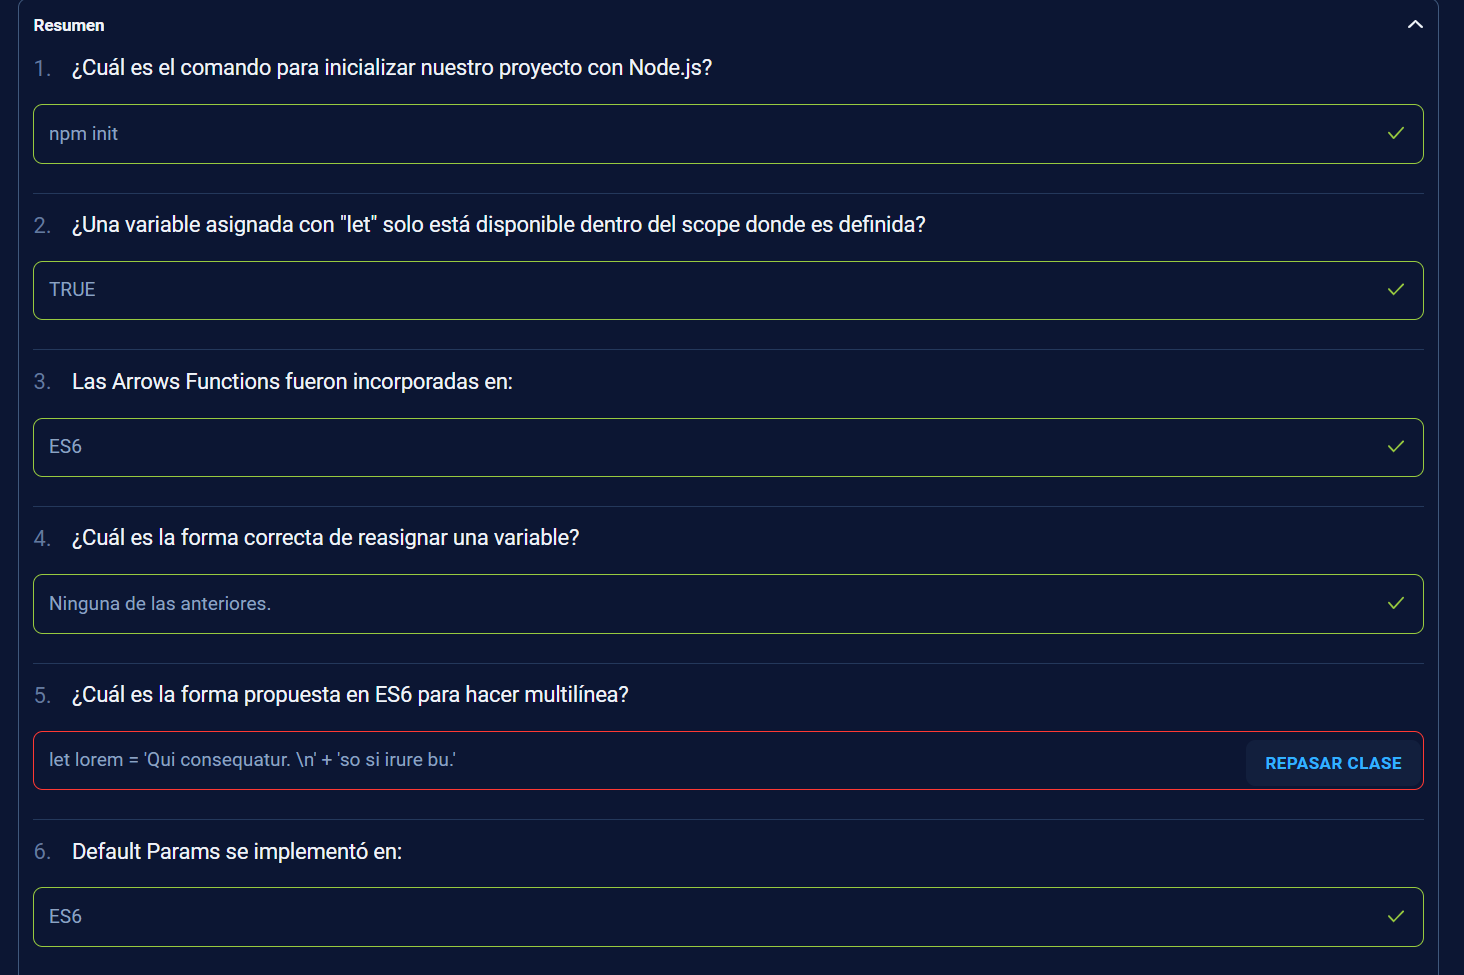 Resumen
1. ¿Cuál es el comando para inicializar nuestro proyecto con Node.js?
npm init
2. ¿Una variable asignada con "let" solo está disponible dentro del scope donde es definida?
TRUE
3. Las Arrows Functions fueron incorporadas en:
ES6
4. ¿Cuál es la forma correcta de reasignar una variable?
Ninguna de las anteriores.
5. ¿Cuál es la forma propuesta en ES6 para hacer multilínea?
let lorem = 'Qui consequatur. \n' + 'so si irure bu.'
REPASAR CLASE
6. Default Params se implementó en:
ES6